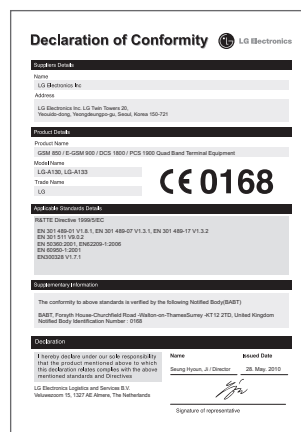 Declaration of Conformity LG Electronics
Suppliers Details
Name
LG Electronics Inc
Address
LG Electronics Inc. LG Twin Towers 20,
Yeouido-dong, Yeongdeungpo-gu, Seoul, Korea 150-721
Product Details
Product Name
GSM 850 / E-GSM 900 / DCS 1800 / PCS 1900 Quad Band Terminal Equipment
Model Name
LG-A130, LG-A133
Trade Name
LG
CE 0168
Applicable Standards Details
R&TTE Directive 1999/5/EC
EN 301 489-01 V1.8.1, EN 301 489-07 V1.3.1, EN 301 489-17 V1.3.2
EN 301 511 V9.0.2
EN 50360:2001, EN62209-1:2006
EN 60950-1:2001
EN300328 V1.7.1
Supplementary Information
The conformity to above standards is verified by the following Notified Body(BABT)
BABT, Forsyth House-Churchfield Road -Walton-on-ThamesSurrey -KT12 2TD, United Kingdom
Notified Body Identification Number : 0168
Declaration
I hereby declare under our sole responsibility
that the product mentioned above to which
this declaration relates complies with the above
mentioned standards and Directives
LG Electronics Logistics and Services B.V.
Veluwezoom 15, 1327 AE Almere, The Netherlands
Name Issued Date
Seung Hyoun, Ji / Director 28. May. 2010
Signature of representative